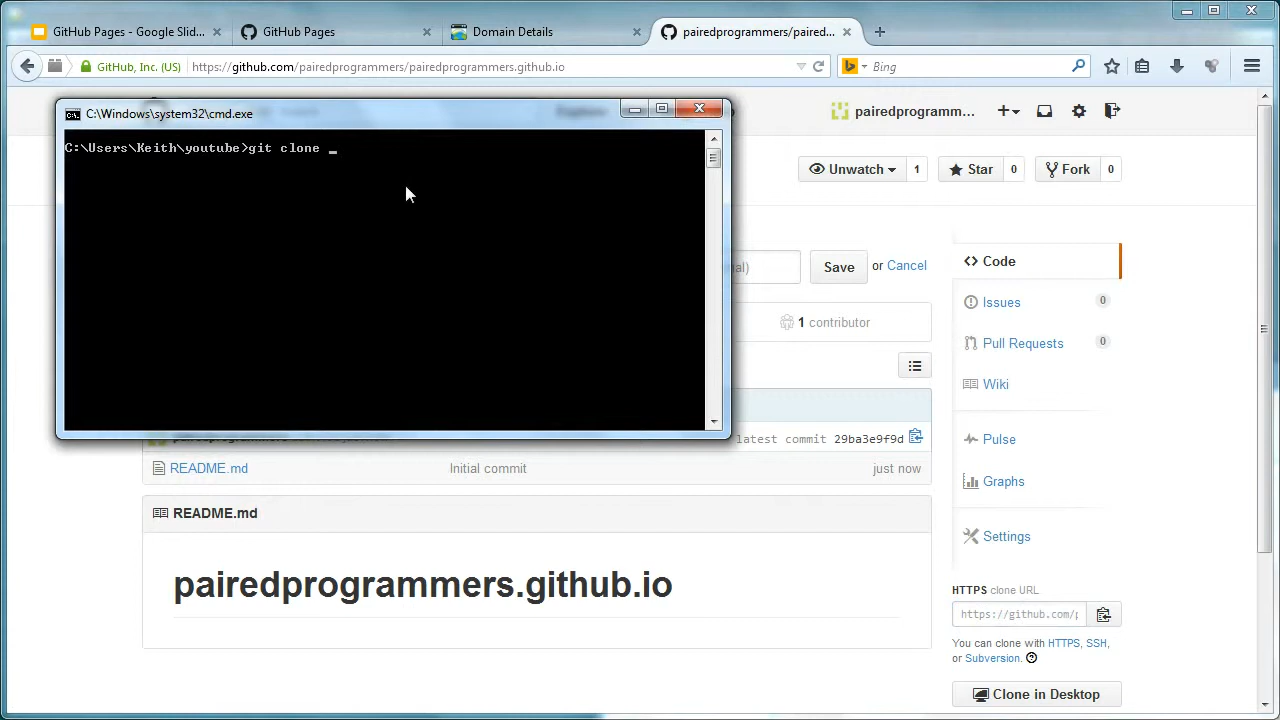 GitHub Pages - Google Slid...
GitHub Pages
Domain Details
pairedprogrammers/paired...
GitHub, Inc. (US)
https://github.com/pairedprogrammers/pairedprogrammers.github.io
Bing
C:\Windows\system32\cmd.exe
C:\Users\Keith\youtube>git clone _
pairedprogramm...
Unwatch 1
Star 0
Fork 0
Save or Cancel
1 contributor
latest commit 29ba3e9f9d
README.md Initial commit just now
README.md
pairedprogrammers.github.io
Code
Issues 0
Pull Requests 0
Wiki
Pulse
Graphs
Settings
HTTPS clone URL
https://github.com/p
You can clone with HTTPS, SSH,
or Subversion.
Clone in Desktop